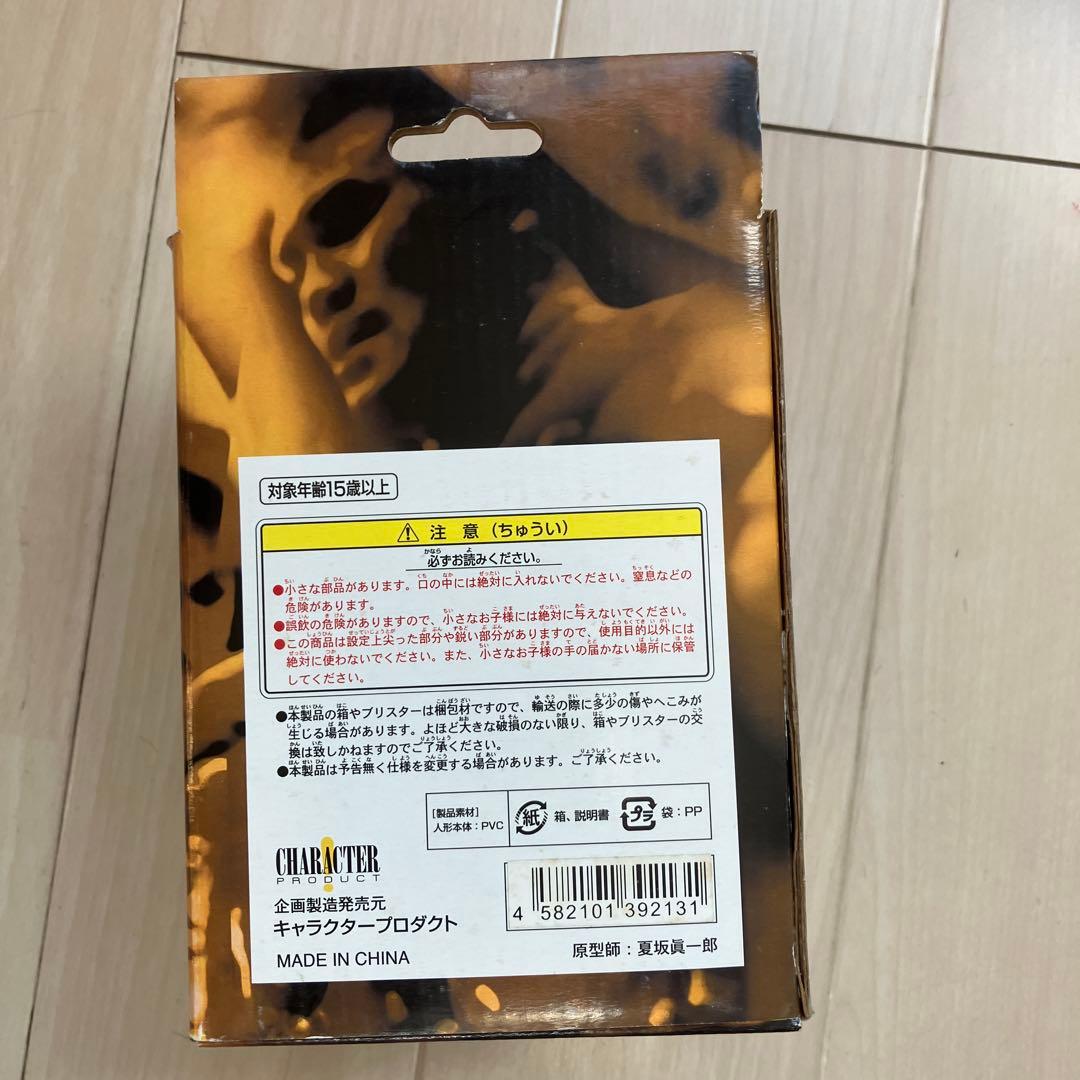 対象年齢15歳以上
注 意 (ちゅうい)
必ずお読みください。
●小さな部品があります。口の中には絶対に入れないでください。窒息などの
危険があります。
●誤飲の危険がありますので、小さなお子様には絶対に与えないでください。
●この商品は設定上尖った部分や鋭い部分がありますので、使用目的以外には
絶対に使わないでください。また、小さなお子様の手の届かない場所に保管
してください。
●本製品の箱やブリスターは梱包材ですので、輸送の際に多少の傷やへこみが
生じる場合があります。よほど大きな破損のない限り、箱やブリスターの交
換は致しかねますのでご了承ください。
●本製品は予告無く仕様を変更する場合があります。ご了承ください。
[製品素材]
人形本体:PVC
紙 箱、説明書
プラ 袋:PP
CHARACTER
PRODUCT
企画製造発売元
キャラクタープロダクト
MADE IN CHINA
4 582101 392131
原型師:夏坂眞一郎